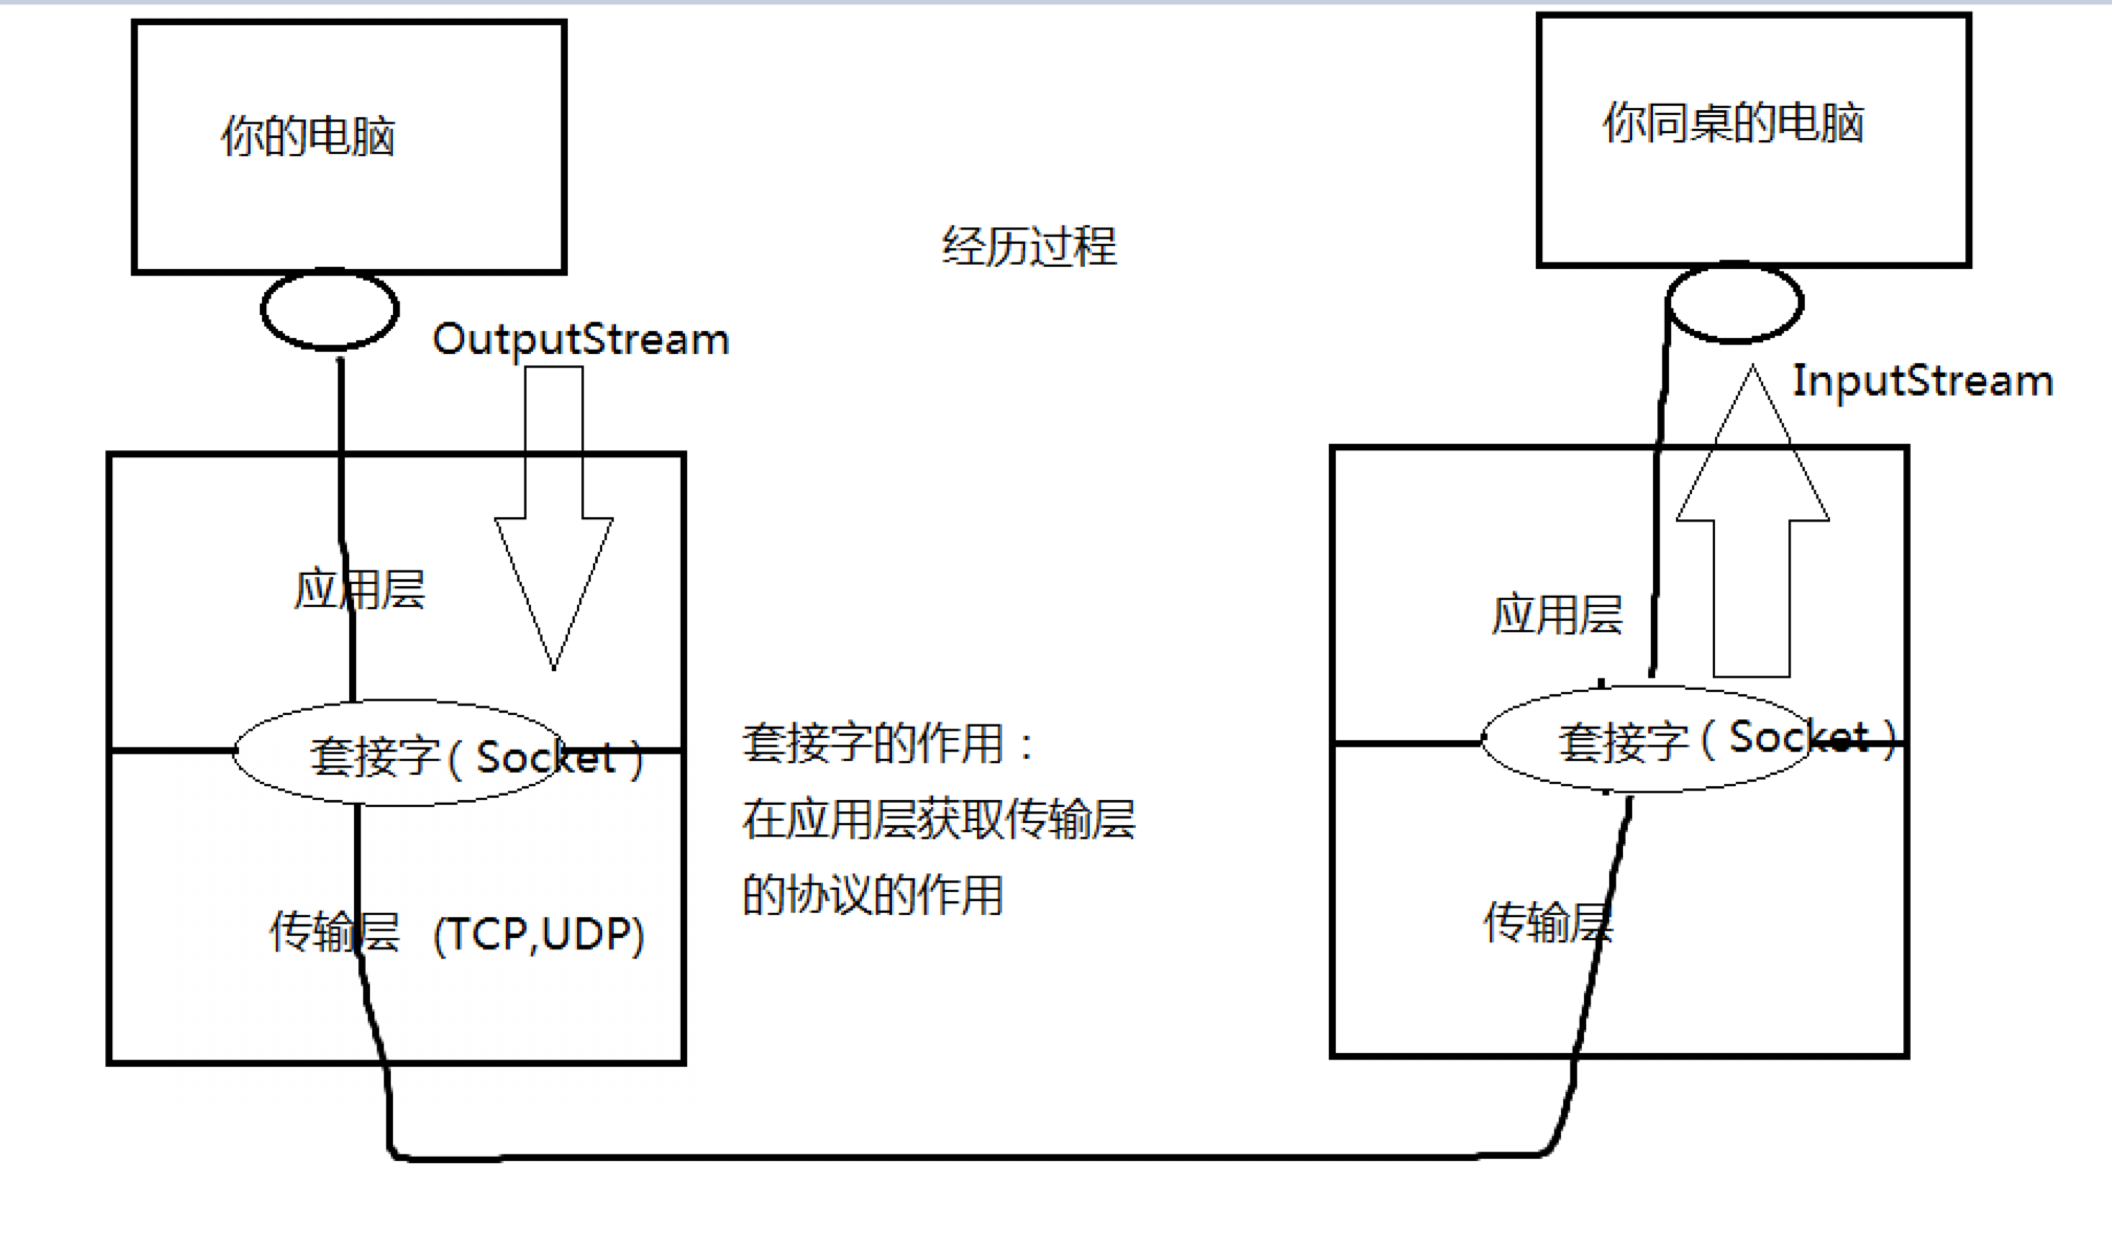 你的电脑
你同桌的电脑
经历过程
OutputStream
InputStream
应用层
应用层
套接字(Socket)
套接字的作用：
在应用层获取传输层
的协议的作用
套接字(Socket)
传输层 (TCP,UDP)
传输层